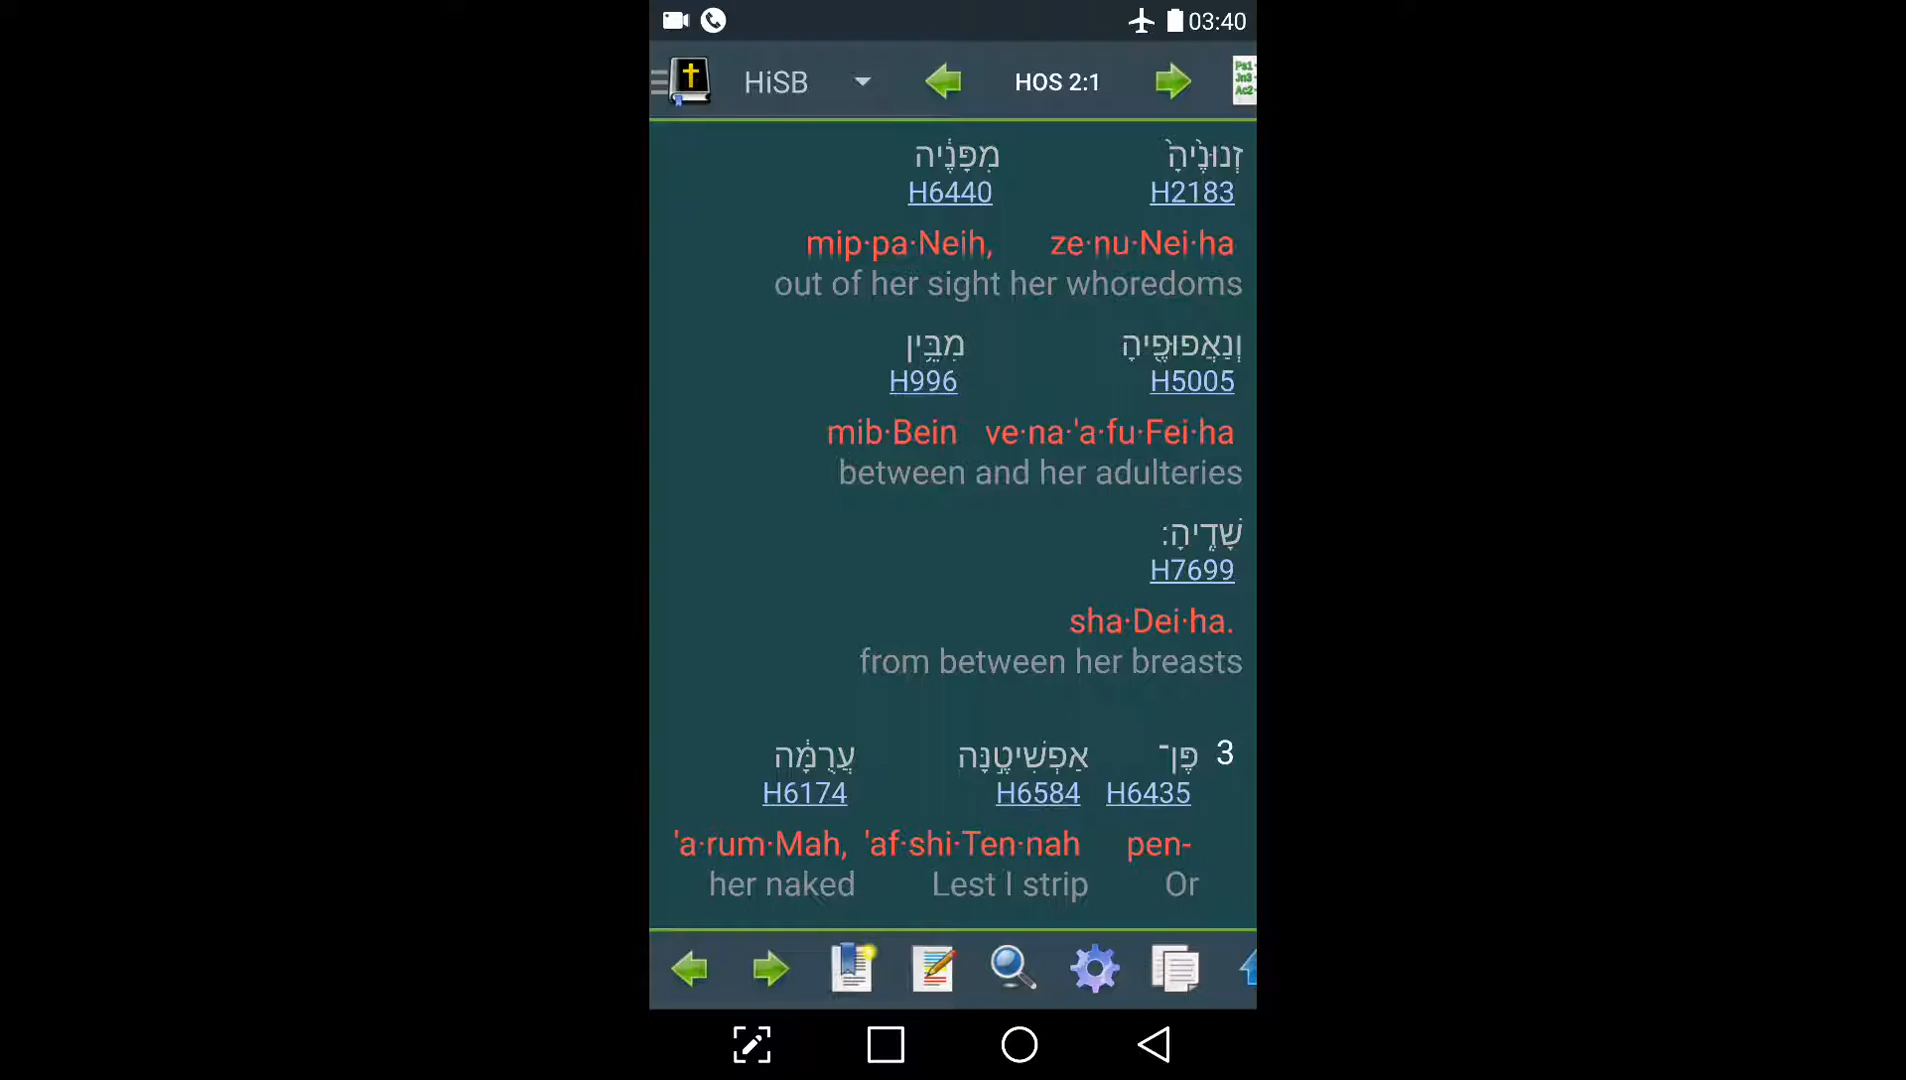 03:40
HiSB HOS 2:1 Ps1- Jn3- Ac2-
זְנוּנֶ֙יהָ֙ מִפָּנֶ֔יה
H2183 H6440
mip·pa·Neih, ze·nu·Nei·ha
out of her sight her whoredoms
וְנַאֲפוּפֶ֖יהָ מִבֵּ֥ין
H5005 H996
mib·Bein ve·na·'a·fu·Fei·ha
between and her adulteries
שָׁדֶֽיהָ׃
H7699
sha·Dei·ha.
from between her breasts
3 פֶּן־ אַפְשִׁיטֶ֣נָּה עֲרֻמָּ֔ה
H6435 H6584 H6174
'a·rum·Mah, 'af·shi·Ten·nah pen-
her naked Lest I strip Or